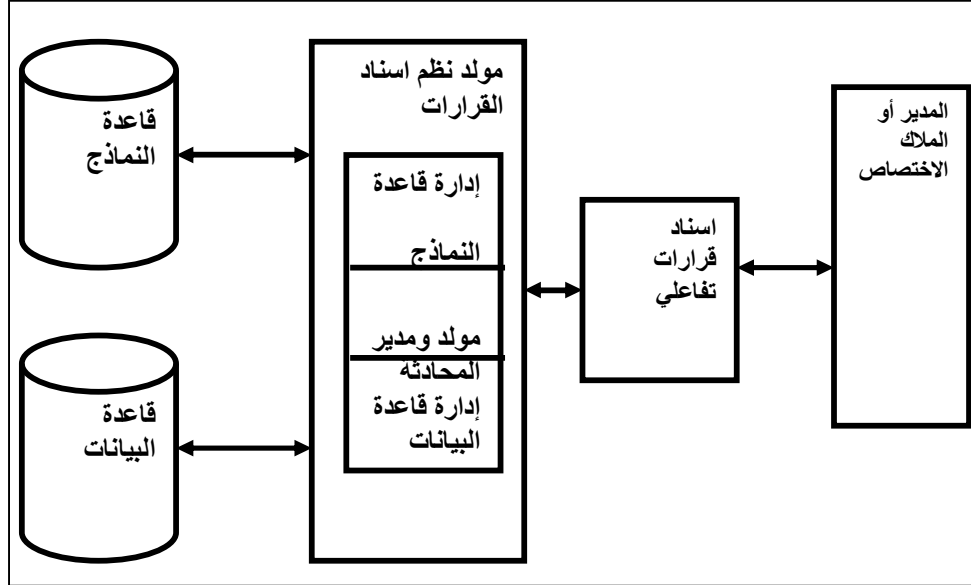 المدير أو
الملاك
الاختصاص
اسناد
قرارات
تفاعلي
مولد نظم اسناد
القرارات
إدارة قاعدة
النماذج
مولد ومدير
المحادثة
إدارة قاعدة
البيانات
قاعدة
النماذج
قاعدة
البيانات